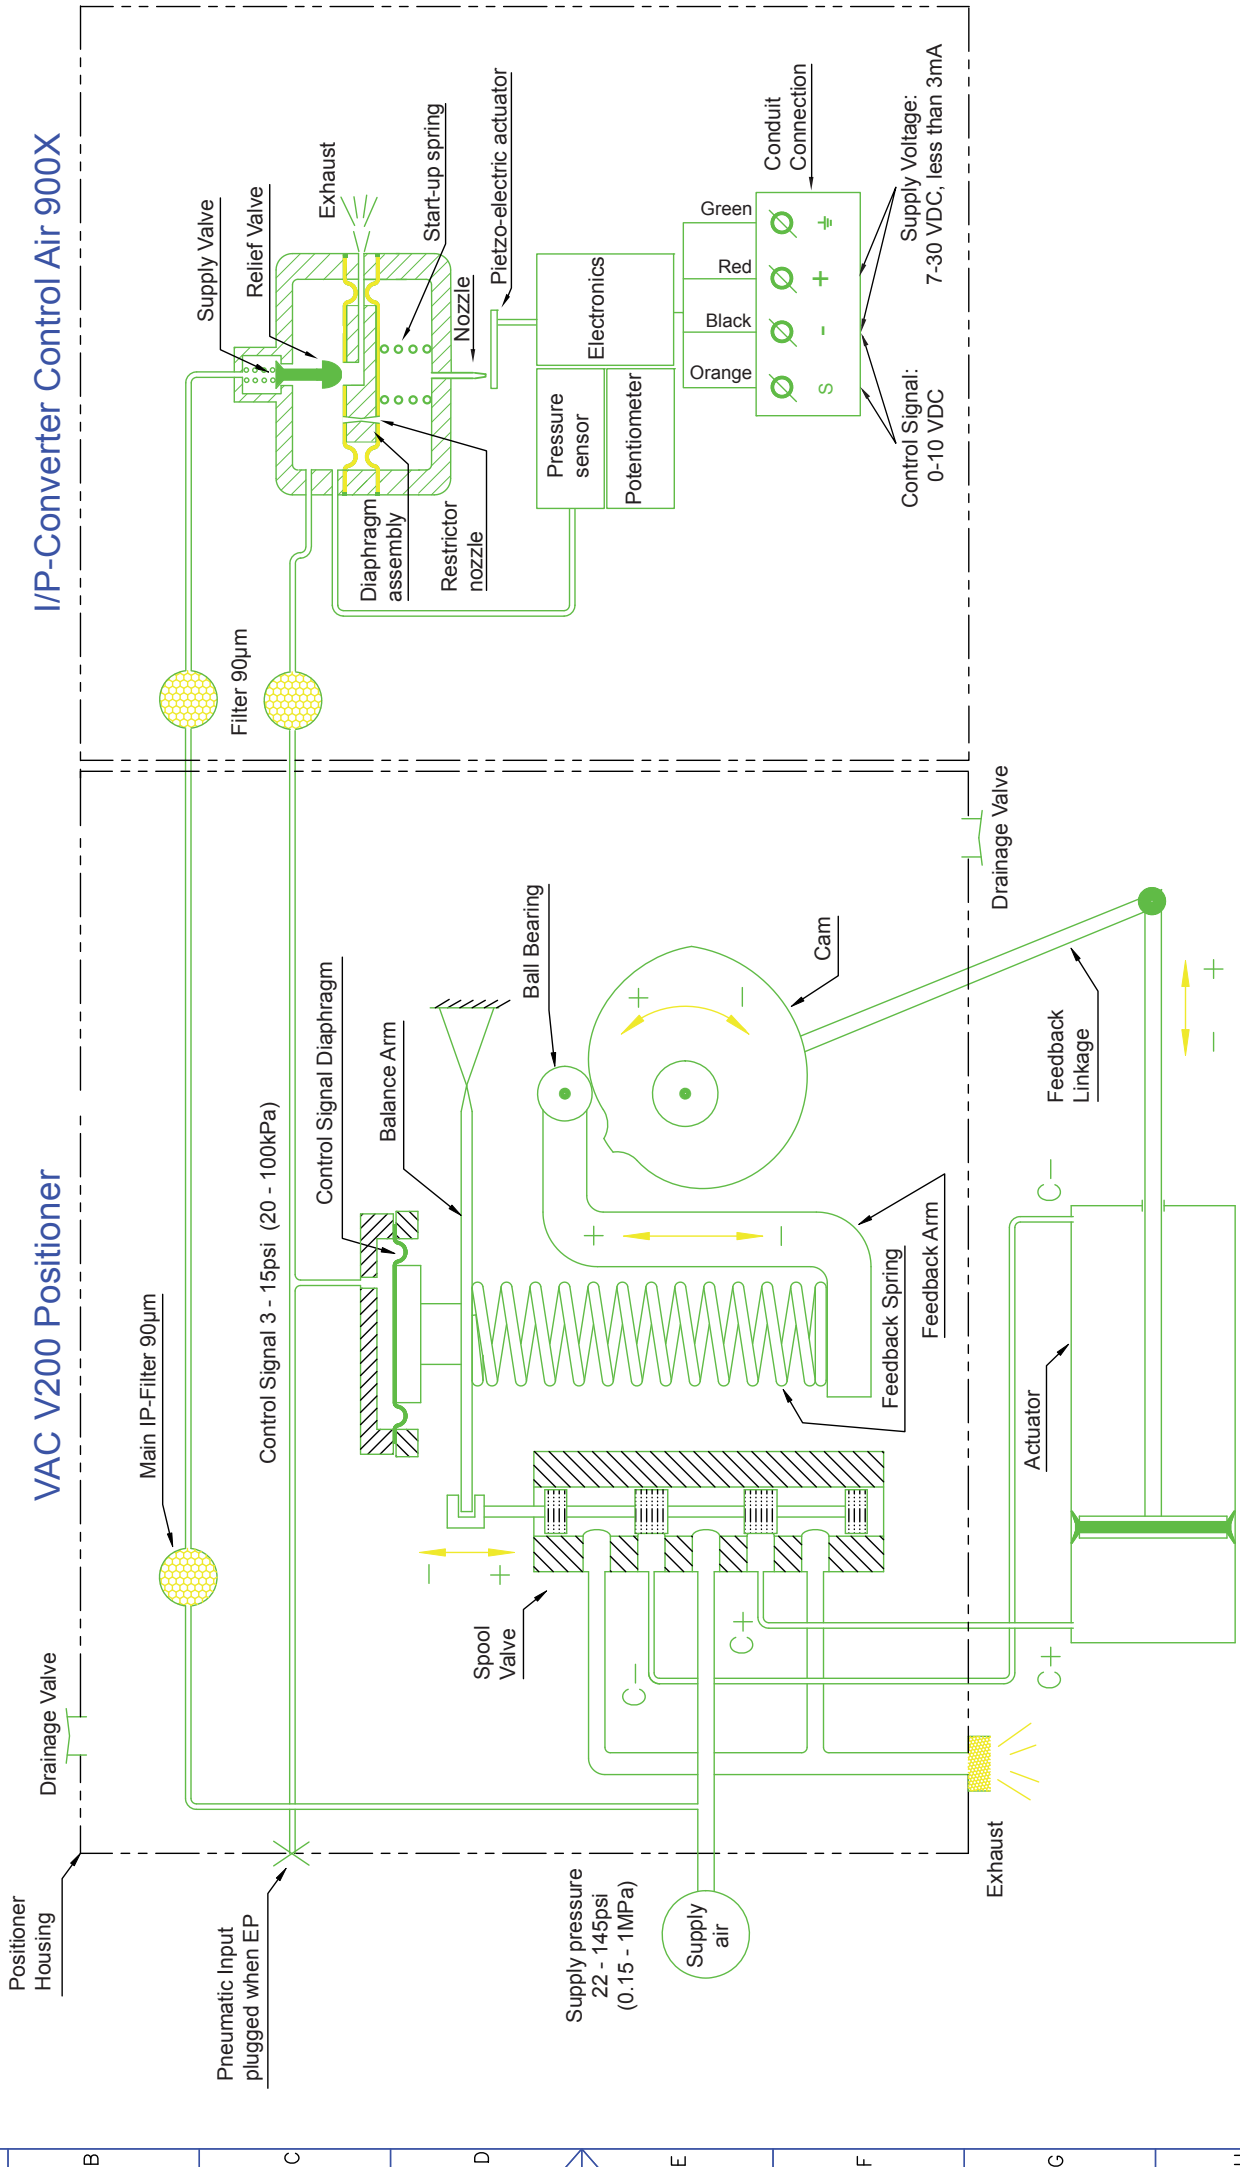 VAC V200 Positioner
I/P-Converter Control Air 900X
Positioner
Housing
Drainage Valve
Main IP-Filter 90µm
Filter 90µm
Supply Valve
Relief Valve
Exhaust
Pneumatic Input
plugged when EP
Control Signal 3 - 15psi (20 - 100kPa)
Control Signal Diaphragm
Balance Arm
Diaphragm
assembly
Restrictor
nozzle
Start-up spring
Nozzle
Pietzo-electric actuator
Spool
Valve
Ball Bearing
Pressure
sensor
Potentiometer
Electronics
Supply pressure
22 - 145psi
(0.15 - 1MPa)
Supply
air
-
+
+
-
+
-
C-
C+
Cam
Orange
Black
Red
Green
S
-
+
Conduit
Connection
Feedback Spring
Feedback Arm
Control Signal:
0-10 VDC
Supply Voltage:
7-30 VDC, less than 3mA
Exhaust
Drainage Valve
Actuator
Feedback
Linkage
C+
C-
-
+
B
C
D
E
F
G